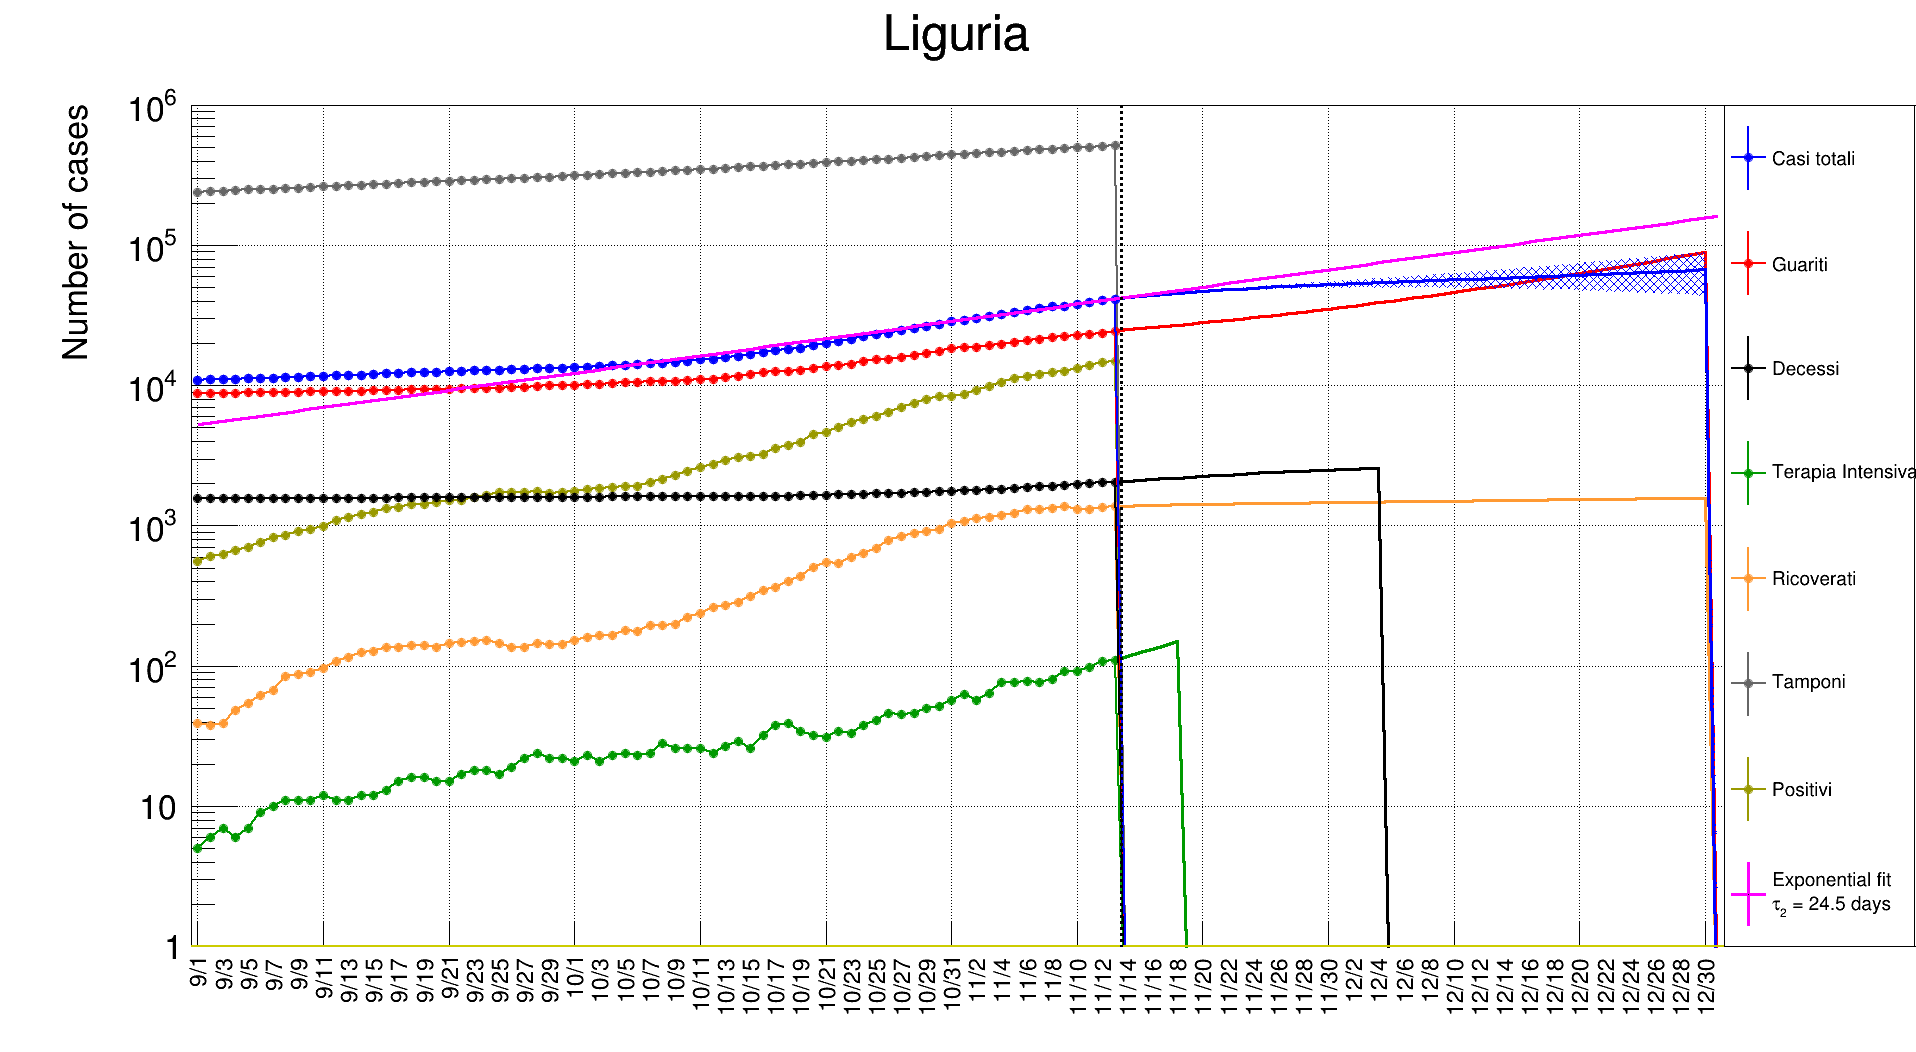 Liguria
Number of cases
10^6
10^5
10^4
10^3
10^2
10
1
9/1 9/3 9/5 9/7 9/9 9/11 9/13 9/15 9/17 9/19 9/21 9/23 9/25 9/27 9/29 10/1 10/3 10/5 10/7 10/9 10/11 10/13 10/15 10/17 10/19 10/21 10/23 10/25 10/27 10/29 10/31 11/2 11/4 11/6 11/8 11/10 11/12 11/14 11/16 11/18 11/20 11/22 11/24 11/26 11/28 11/30 12/2 12/4 12/6 12/8 12/10 12/12 12/14 12/16 12/18 12/20 12/22 12/24 12/26 12/28 12/30
Casi totali
Guariti
Decessi
Terapia Intensiva
Ricoverati
Tamponi
Positivi
Exponential fit
τ₂ = 24.5 days